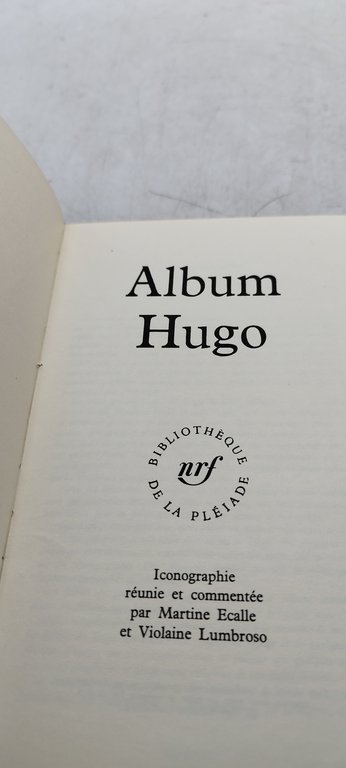 Album
Hugo
BIBLIOTHÈQUE
nrf
DE LA PLÉIADE
Iconographie
réunie et commentée
par Martine Ecalle
et Violaine Lumbroso